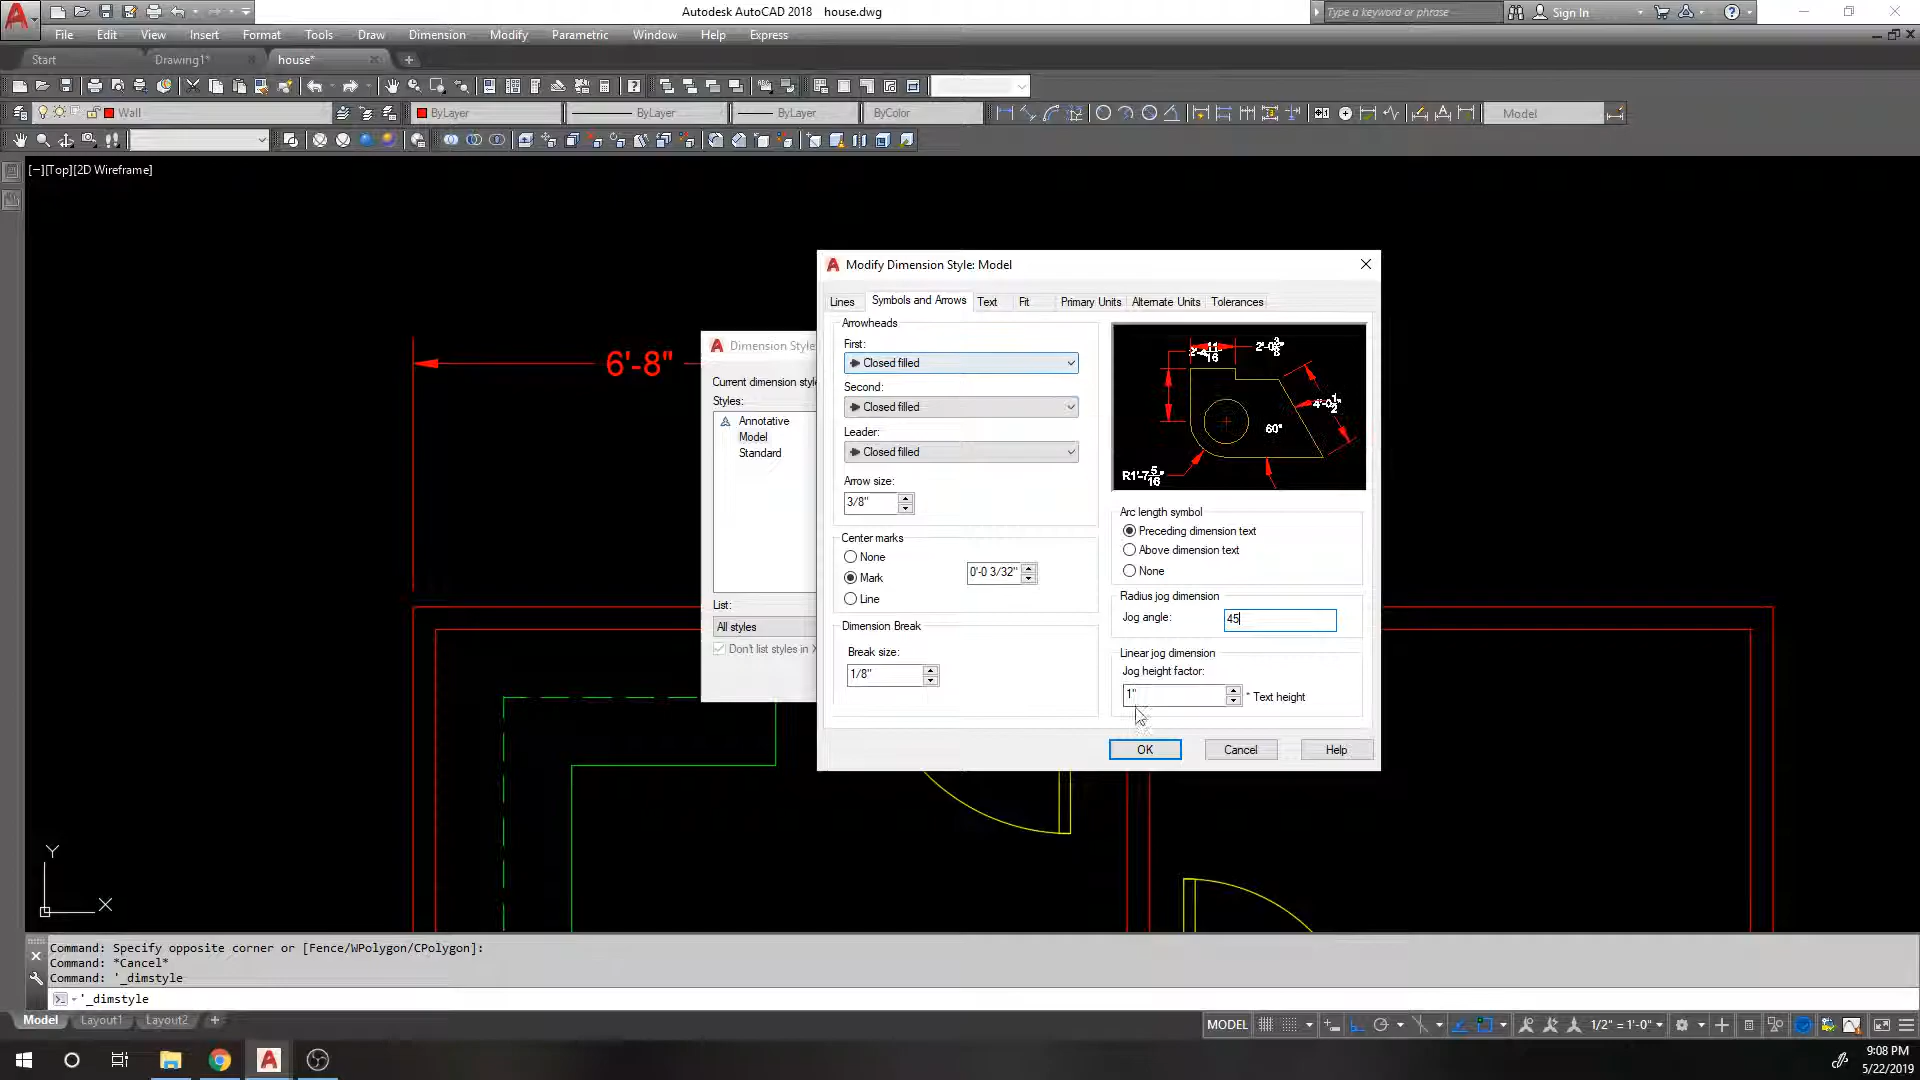 Autodesk AutoCAD 2018 house.dwg
Type a keyword or phrase
Sign In
File Edit View Insert Format Tools Draw Dimension Modify Parametric Window Help Express
Start Drawing1* house*
Wall ByLayer ByLayer ByLayer ByColor Model
[−][Top][2D Wireframe]
6'-8"
Dimension Style
Current dimension styl
Styles:
Annotative
Model
Standard
List:
All styles
Don't list styles in X
Modify Dimension Style: Model
Lines Symbols and Arrows Text Fit Primary Units Alternate Units Tolerances
Arrowheads
First:
Closed filled
Second:
Closed filled
Leader:
Closed filled
Arrow size:
3/8"
Center marks
None
Mark 0'-0 3/32"
Line
Dimension Break
Break size:
1/8"
60°
Arc length symbol
Preceding dimension text
Above dimension text
None
Radius jog dimension
Jog angle: 45
Linear jog dimension
Jog height factor:
1" * Text height
OK Cancel Help
Y
X
Command: Specify opposite corner or [Fence/WPolygon/CPolygon]:
Command: *Cancel*
Command: '_dimstyle
'_dimstyle
Model Layout1 Layout2 +
MODEL 1/2" = 1'-0"
9:08 PM
5/22/2019